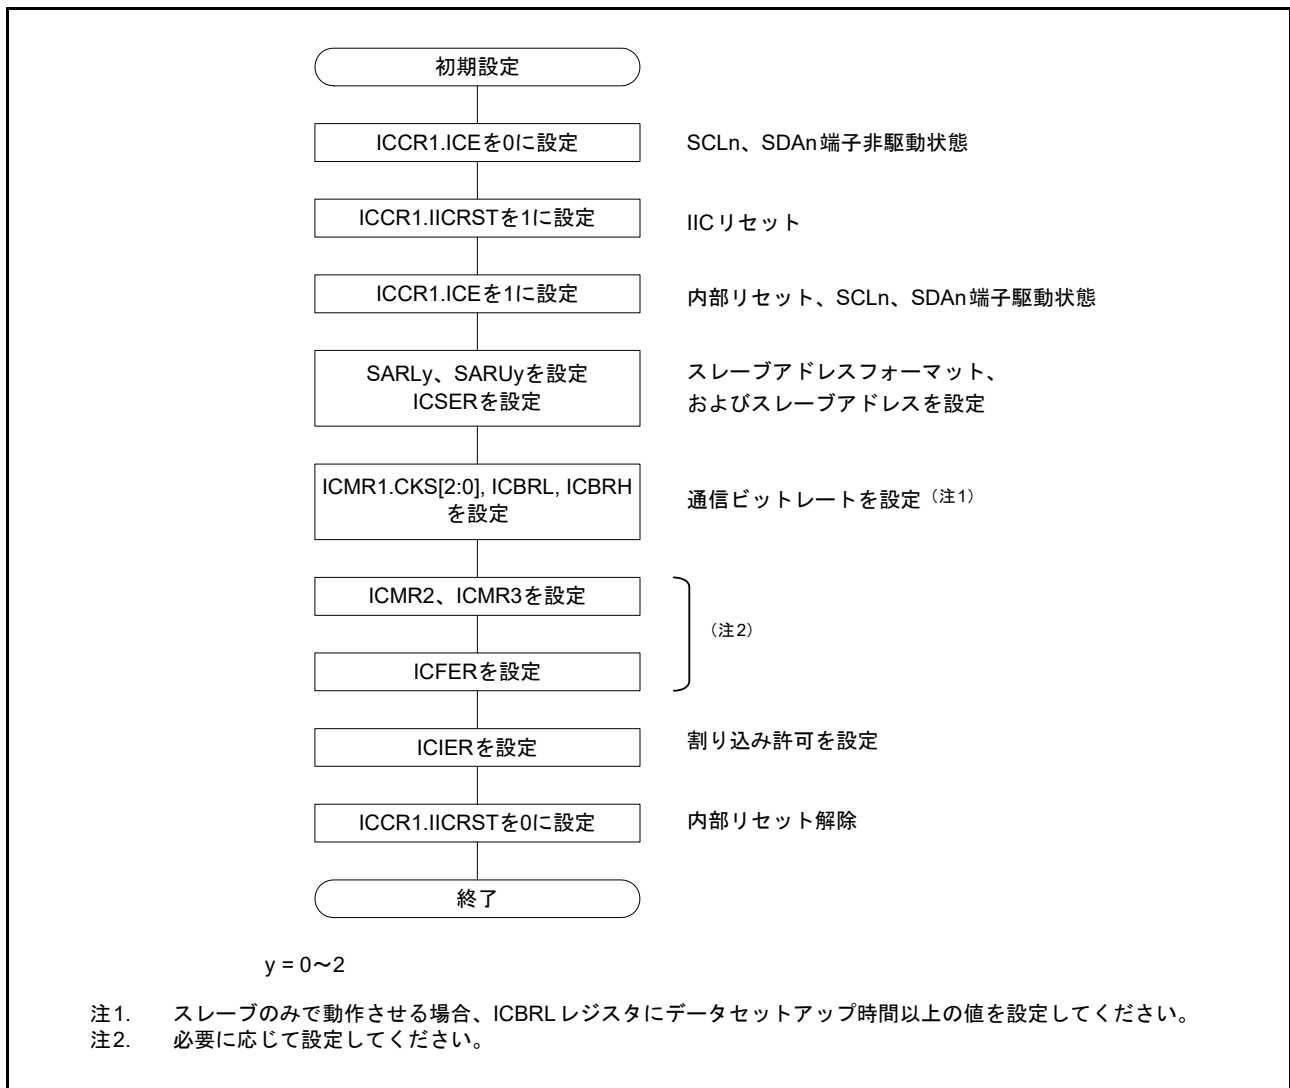 初期設定
ICCR1.ICEを0に設定
SCLn、SDAn端子非駆動状態
ICCR1.IICRSTを1に設定
IICリセット
ICCR1.ICEを1に設定
内部リセット、SCLn、SDAn端子駆動状態
SARLy、SARUyを設定
ICSERを設定
スレーブアドレスフォーマット、
およびスレーブアドレスを設定
ICMR1.CKS[2:0], ICBRL, ICBRH
を設定
通信ビットレートを設定（注1）
ICMR2、ICMR3を設定
（注2）
ICFERを設定
ICIERを設定
割り込み許可を設定
ICCR1.IICRSTを0に設定
内部リセット解除
終了
y = 0～2
注1. スレーブのみで動作させる場合、ICBRLレジスタにデータセットアップ時間以上の値を設定してください。
注2. 必要に応じて設定してください。